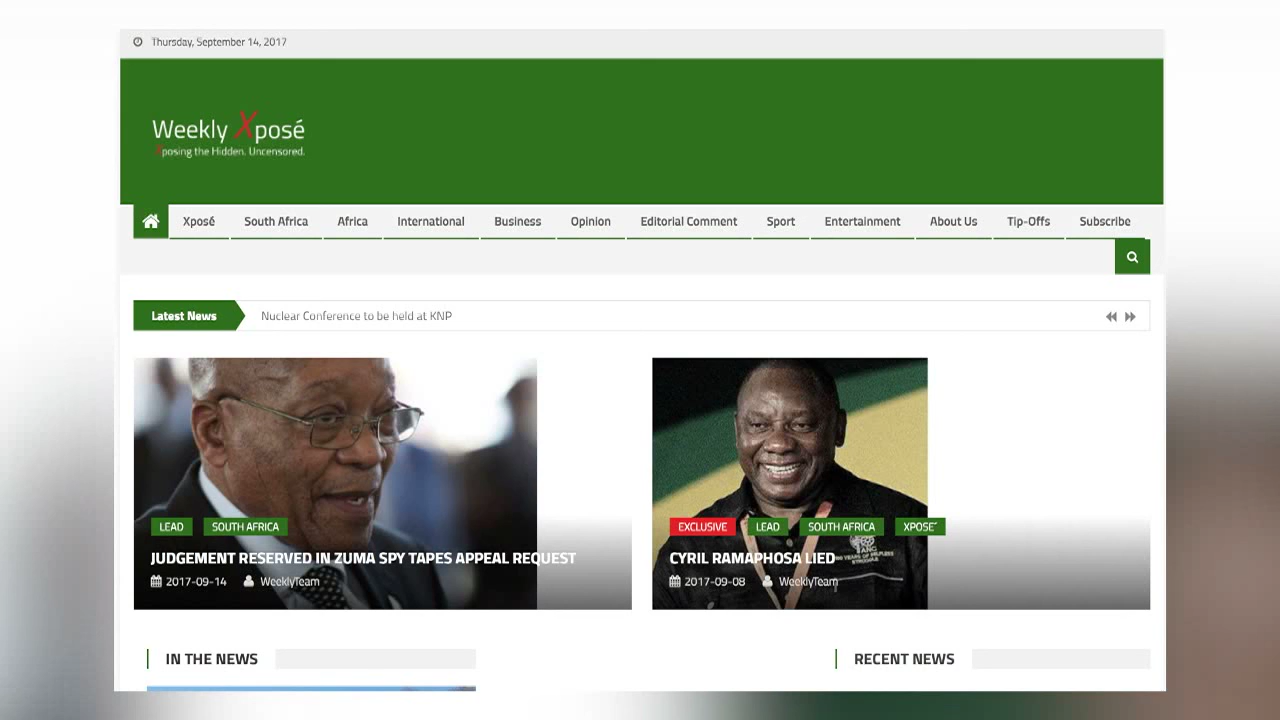 Thursday, September 14, 2017
Weekly Xposé
Xposing the Hidden. Uncensored.
Xposé South Africa Africa International Business Opinion Editorial Comment Sport Entertainment About Us Tip-Offs Subscribe
Latest News Nuclear Conference to be held at KNP
LEAD SOUTH AFRICA
JUDGEMENT RESERVED IN ZUMA SPY TAPES APPEAL REQUEST
2017-09-14 WeeklyTeam
EXCLUSIVE LEAD SOUTH AFRICA XPOSE´
CYRIL RAMAPHOSA LIED
2017-09-08 WeeklyTeam
ANC
IN THE NEWS
RECENT NEWS